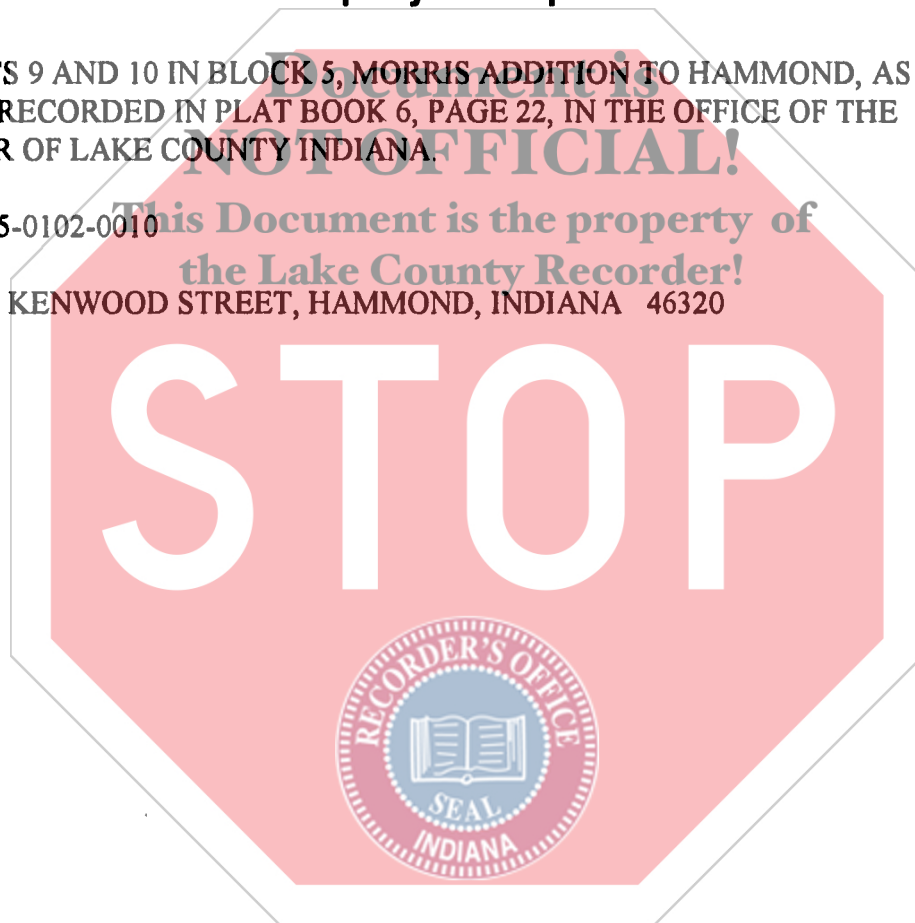 Document is
'S 9 AND 10 IN BLOCK 5, MORRIS ADDITION TO HAMMOND, AS
RECORDED IN PLAT BOOK 6, PAGE 22, IN THE OFFICE OF THE
R OF LAKE COUNTY INDIANA.
NOT OFFICIAL!
5-0102-0010
This Document is the property of
the Lake County Recorder!
KENWOOD STREET, HAMMOND, INDIANA 46320
STOP
RECORDER'S OFFICE
SEAL
INDIANA